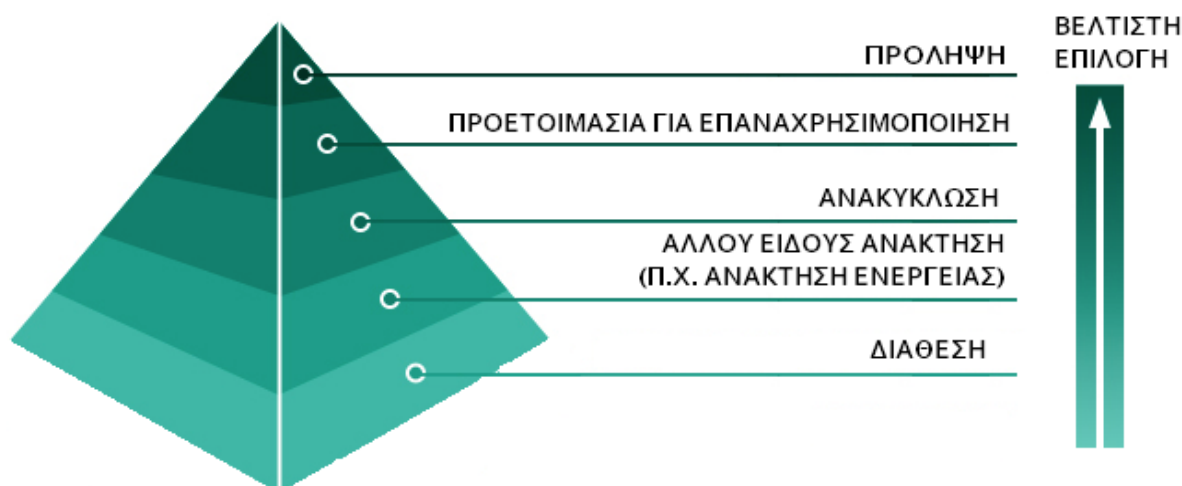 ΒΕΛΤΙΣΤΗ
ΕΠΙΛΟΓΗ
ΠΡΟΛΗΨΗ
ΠΡΟΕΤΟΙΜΑΣΙΑ ΓΙΑ ΕΠΑΝΑΧΡΗΣΙΜΟΠΟΙΗΣΗ
ΑΝΑΚΥΚΛΩΣΗ
ΑΛΛΟΥ ΕΙΔΟΥΣ ΑΝΑΚΤΗΣΗ
(Π.Χ. ΑΝΑΚΤΗΣΗ ΕΝΕΡΓΕΙΑΣ)
ΔΙΑΘΕΣΗ